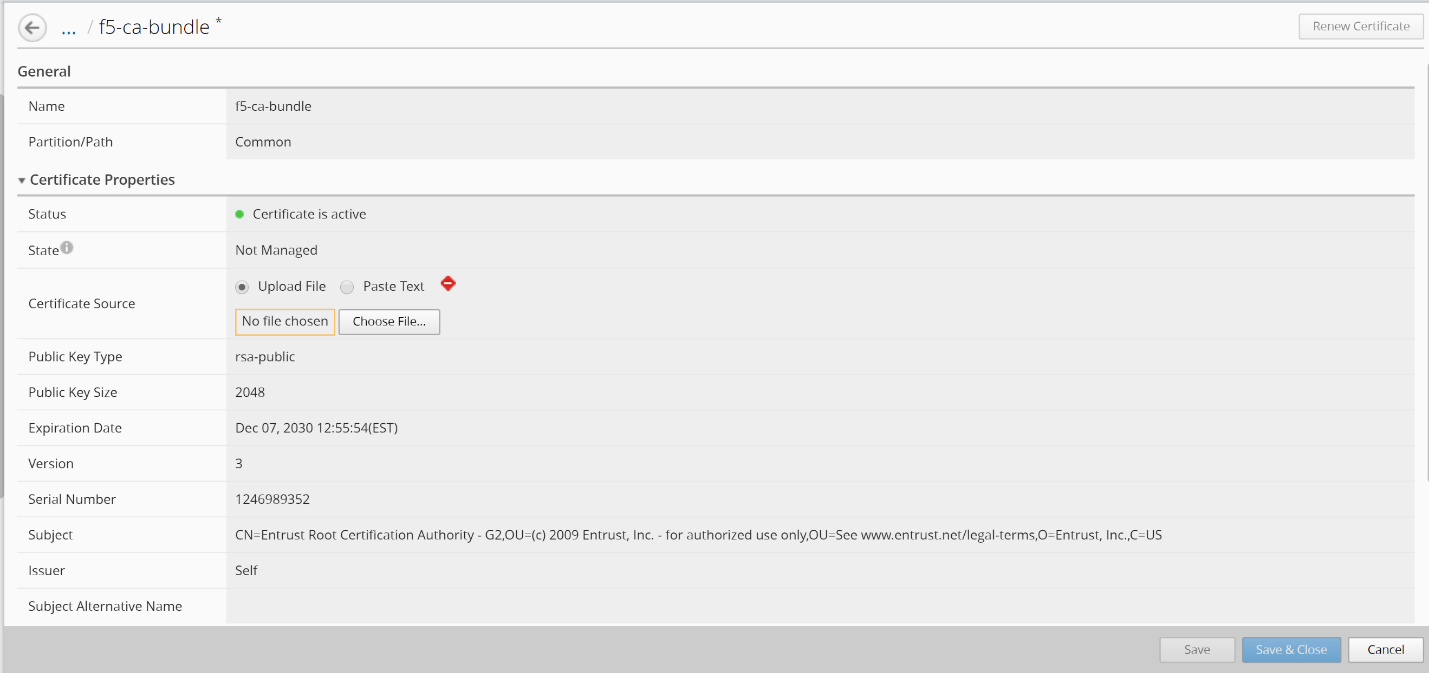 ... / f5-ca-bundle *
Renew Certificate
General
Name f5-ca-bundle
Partition/Path Common
Certificate Properties
Status Certificate is active
State Not Managed
Certificate Source Upload File Paste Text
No file chosen Choose File...
Public Key Type rsa-public
Public Key Size 2048
Expiration Date Dec 07, 2030 12:55:54(EST)
Version 3
Serial Number 1246989352
Subject CN=Entrust Root Certification Authority - G2,OU=(c) 2009 Entrust, Inc. - for authorized use only,OU=See www.entrust.net/legal-terms,O=Entrust, Inc.,C=US
Issuer Self
Subject Alternative Name
Save Save & Close Cancel